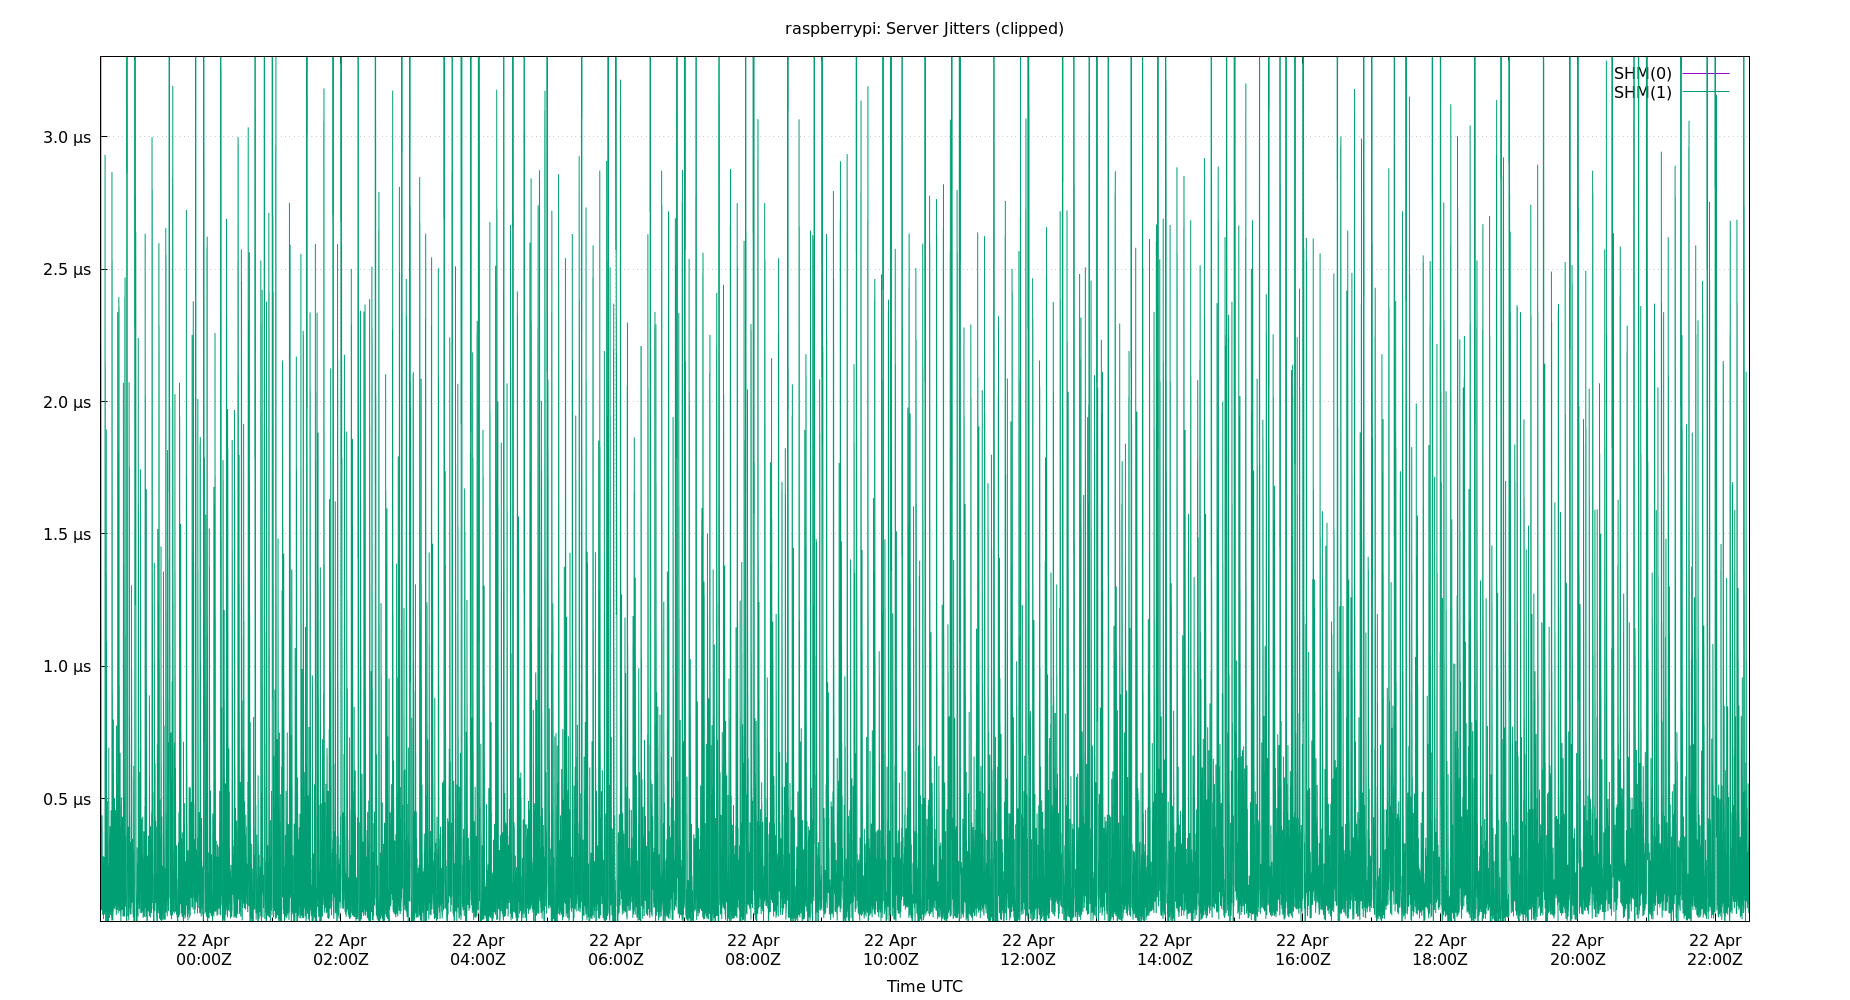 raspberrypi: Server Jitters (clipped)
SHM(0)
SHM(1)
3.0 µs
2.5 µs
2.0 µs
1.5 µs
1.0 µs
0.5 µs
22 Apr 22 Apr 22 Apr 22 Apr 22 Apr 22 Apr 22 Apr 22 Apr 22 Apr 22 Apr 22 Apr 22 Apr
00:00Z 02:00Z 04:00Z 06:00Z 08:00Z 10:00Z 12:00Z 14:00Z 16:00Z 18:00Z 20:00Z 22:00Z
Time UTC